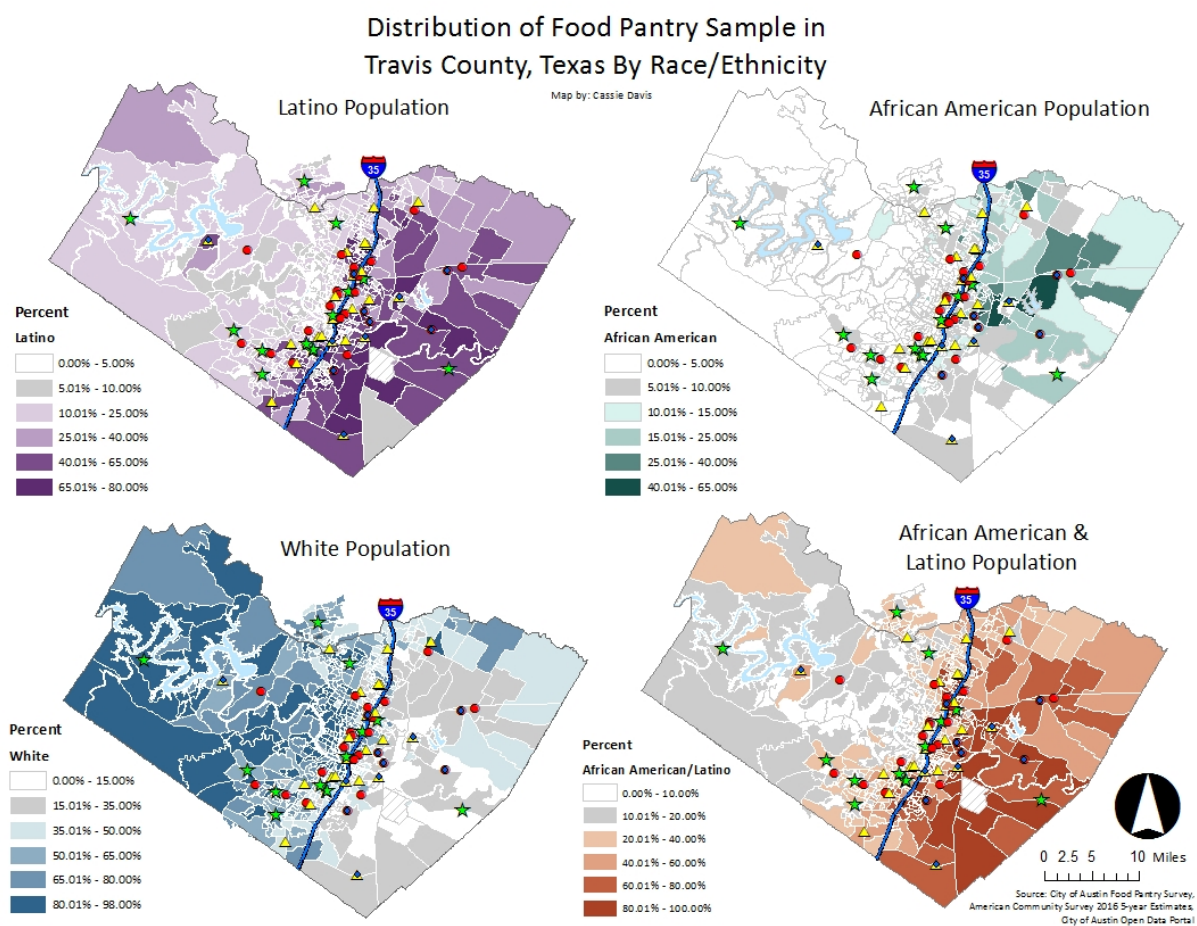 Distribution of Food Pantry Sample in
Travis County, Texas By Race/Ethnicity
Map by: Cassie Davis
Latino Population
35
Percent
Latino
0.00% - 5.00%
5.01% - 10.00%
10.01% - 25.00%
25.01% - 40.00%
40.01% - 65.00%
65.01% - 80.00%
African American Population
35
Percent
African American
0.00% - 5.00%
5.01% - 10.00%
10.01% - 15.00%
15.01% - 25.00%
25.01% - 40.00%
40.01% - 65.00%
White Population
35
Percent
White
0.00% - 15.00%
15.01% - 35.00%
35.01% - 50.00%
50.01% - 65.00%
65.01% - 80.00%
80.01% - 98.00%
African American &
Latino Population
35
Percent
African American/Latino
0.00% - 10.00%
10.01% - 20.00%
20.01% - 40.00%
40.01% - 60.00%
60.01% - 80.00%
80.01% - 100.00%
0 2.5 5 10 Miles
Source: City of Austin Food Pantry Survey,
American Community Survey 2016 5-year Estimates,
City of Austin Open Data Portal